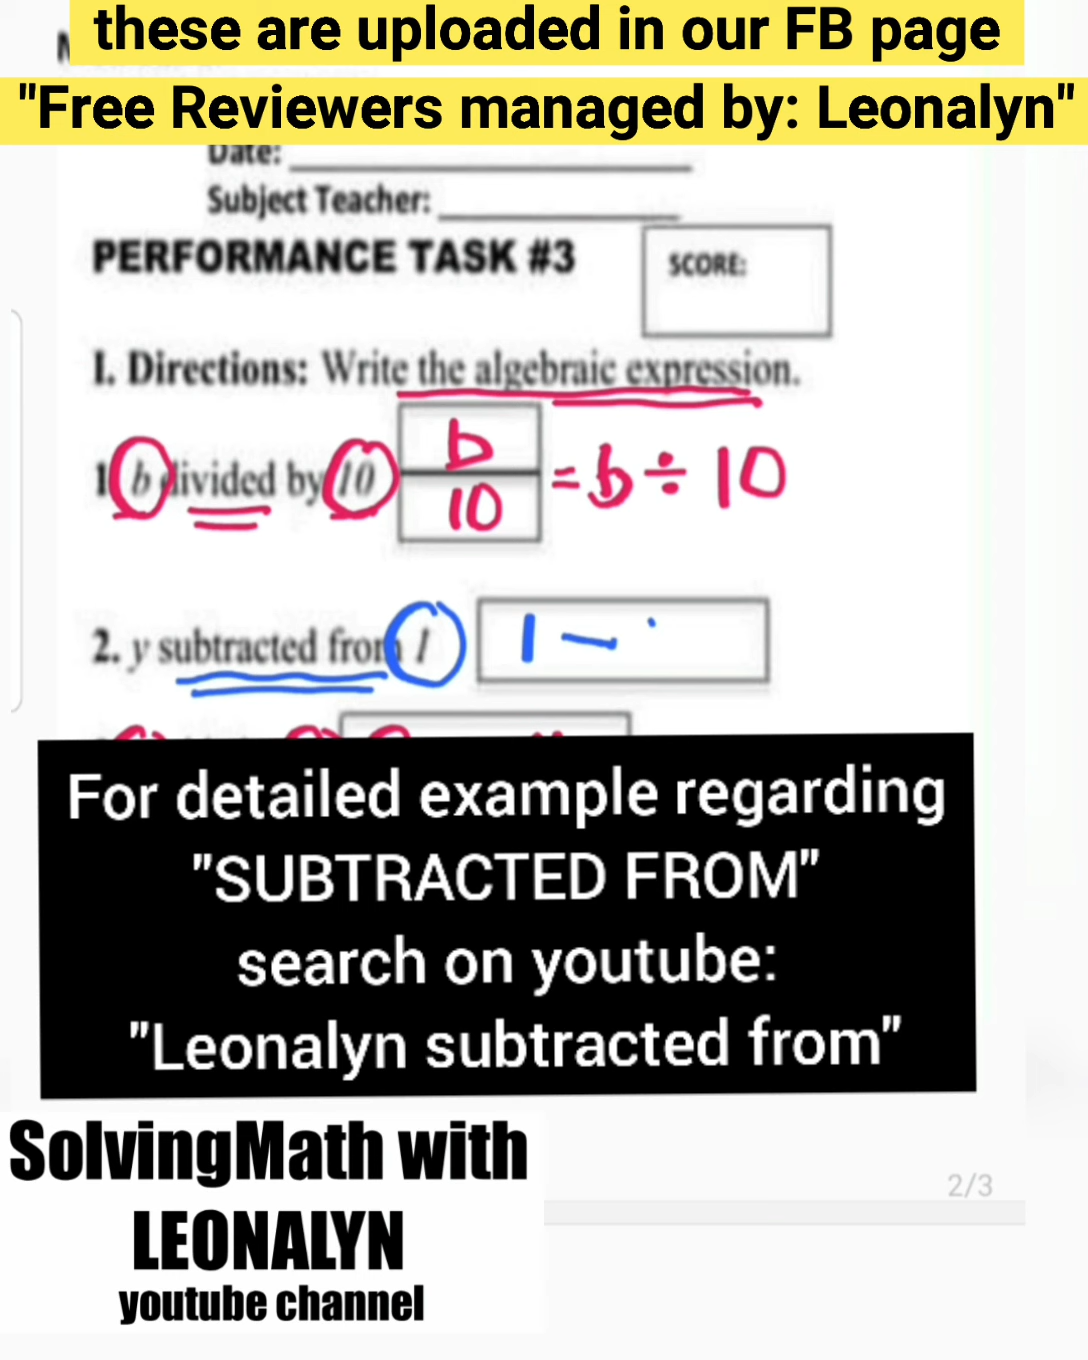 these are uploaded in our FB page
"Free Reviewers managed by: Leonalyn"
Date:
Subject Teacher:
PERFORMANCE TASK #3
SCORE:
I. Directions: Write the algebraic expression.
1. b divided by 10
b
10
= b ÷ 10
2. y subtracted from 1
1 -
For detailed example regarding
"SUBTRACTED FROM"
search on youtube:
"Leonalyn subtracted from"
SolvingMath with
LEONALYN
youtube channel
2/3